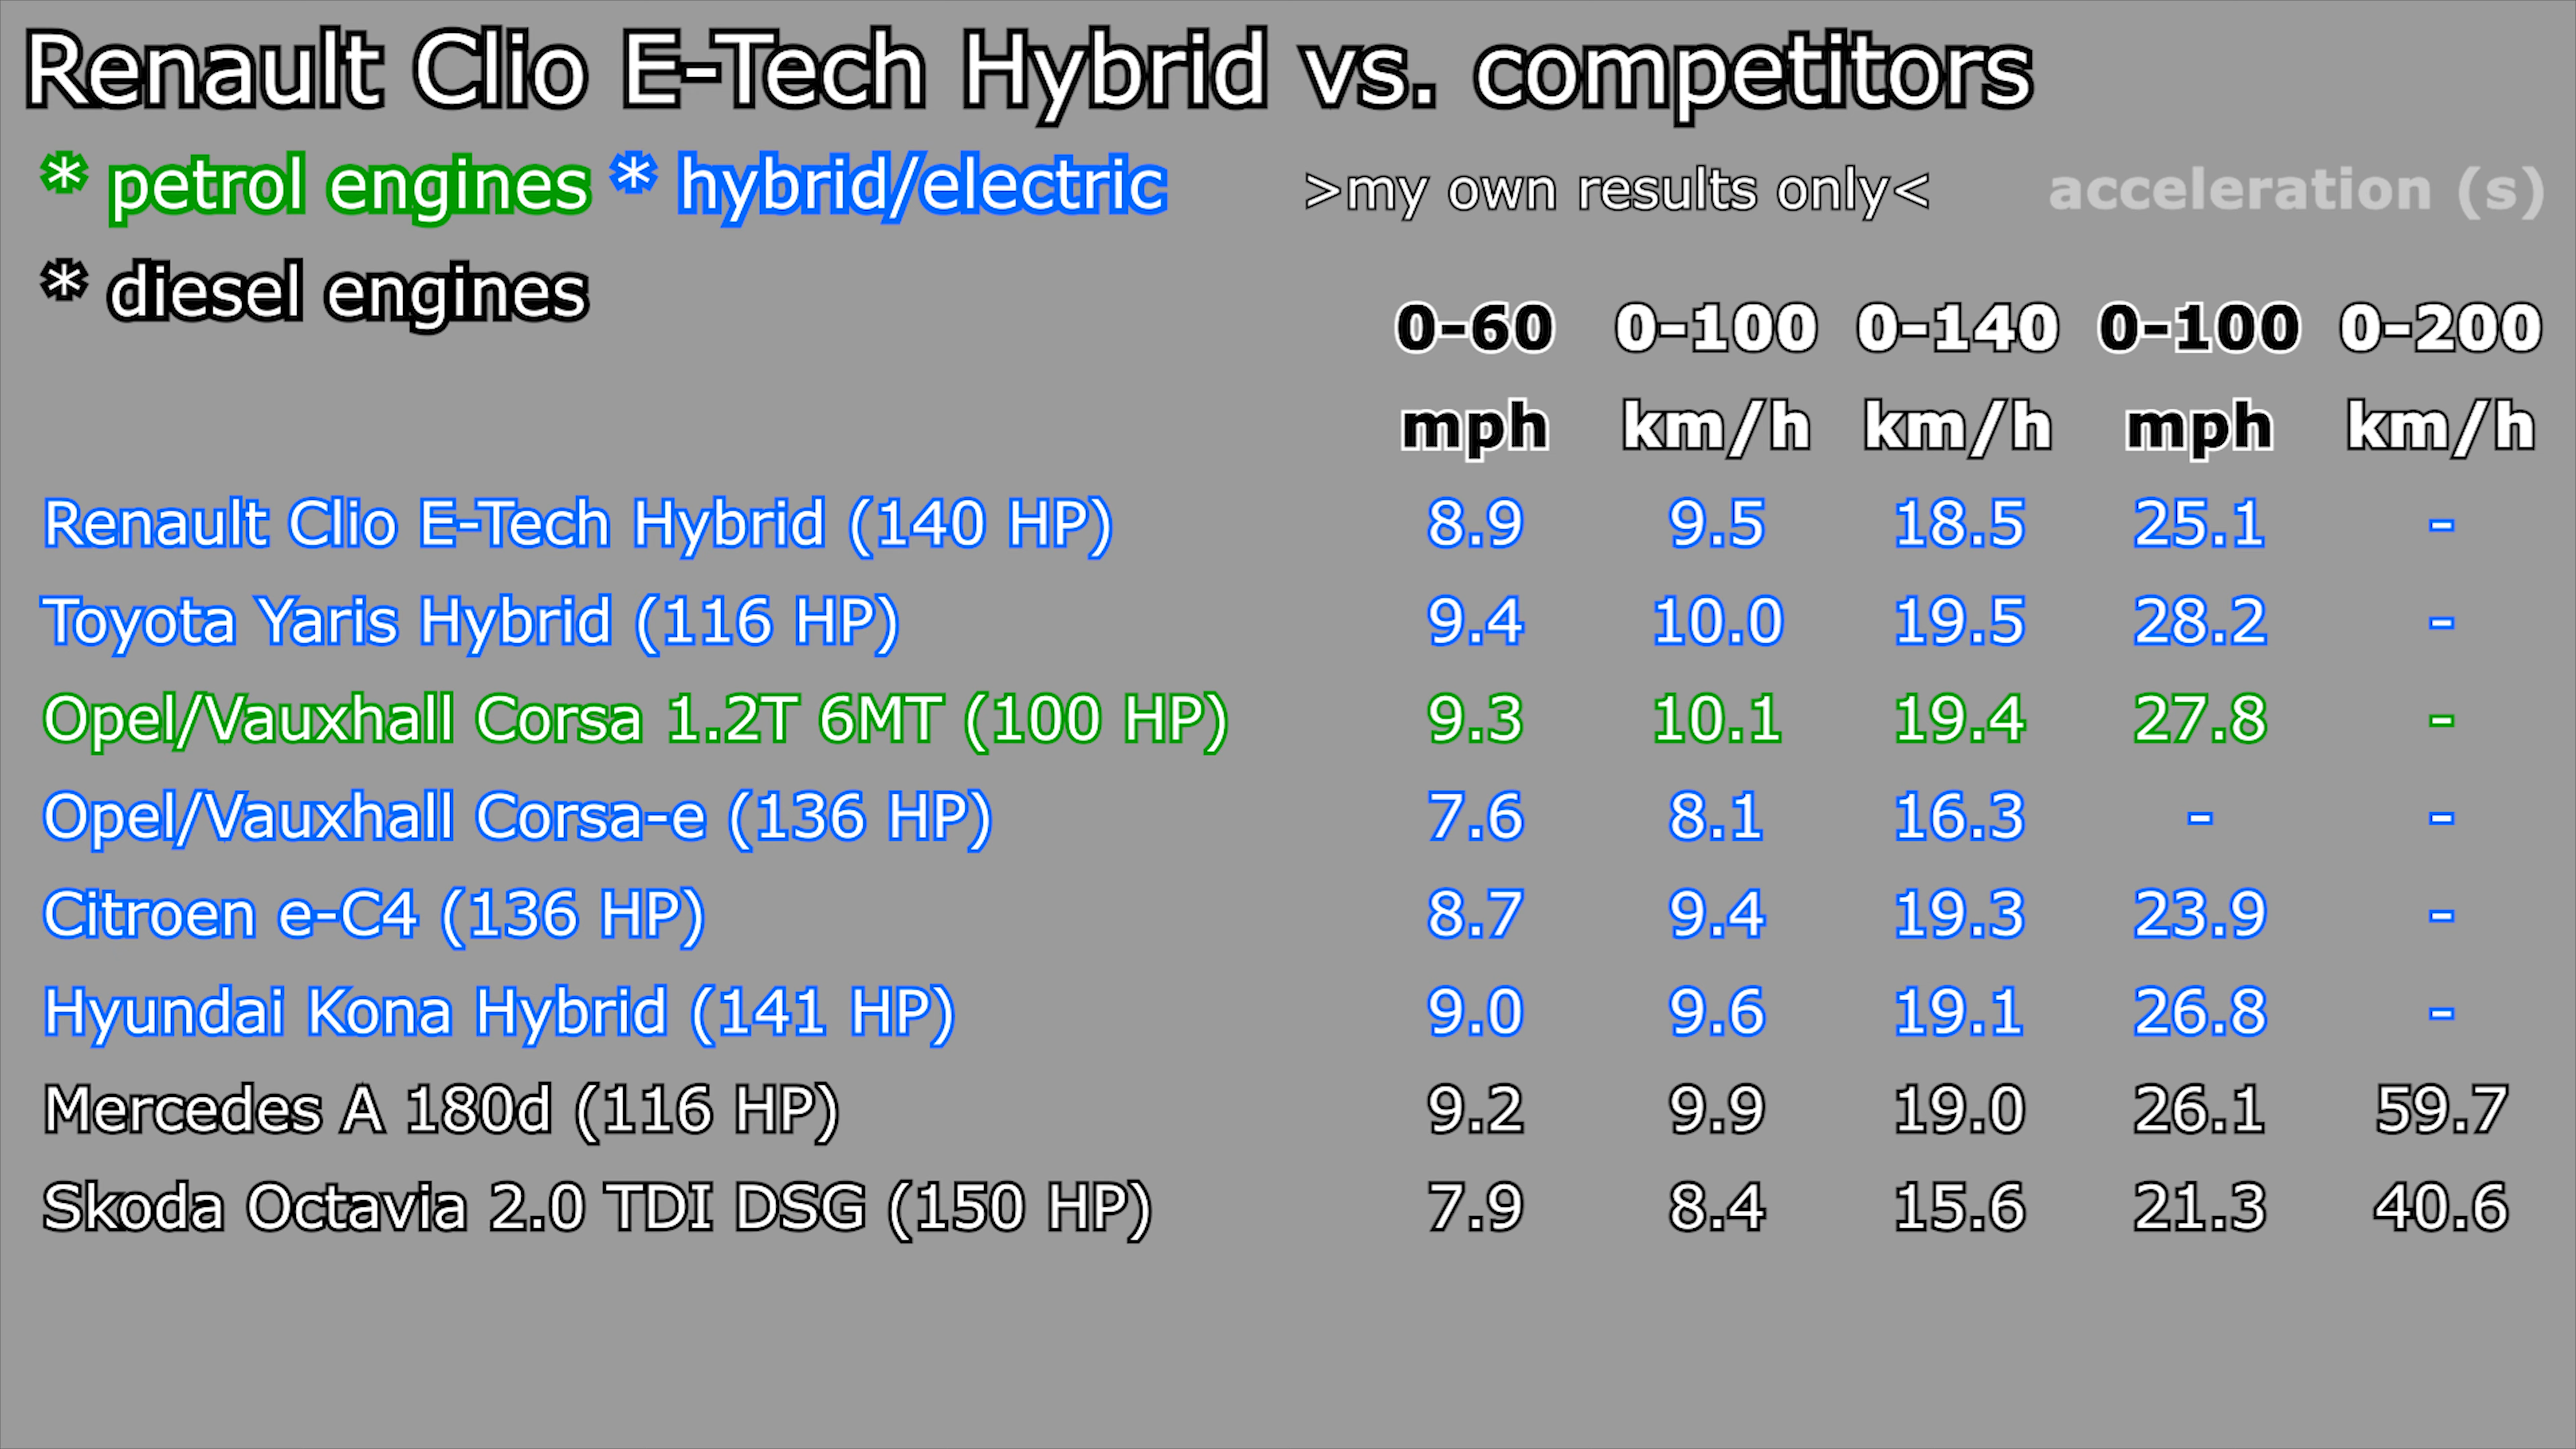 Renault Clio E-Tech Hybrid vs. competitors
* petrol engines * hybrid/electric >my own results only< acceleration (s)
* diesel engines
0-60 0-100 0-140 0-100 0-200
mph km/h km/h mph km/h
Renault Clio E-Tech Hybrid (140 HP) 8.9 9.5 18.5 25.1 -
Toyota Yaris Hybrid (116 HP) 9.4 10.0 19.5 28.2 -
Opel/Vauxhall Corsa 1.2T 6MT (100 HP) 9.3 10.1 19.4 27.8 -
Opel/Vauxhall Corsa-e (136 HP) 7.6 8.1 16.3 - -
Citroen e-C4 (136 HP) 8.7 9.4 19.3 23.9 -
Hyundai Kona Hybrid (141 HP) 9.0 9.6 19.1 26.8 -
Mercedes A 180d (116 HP) 9.2 9.9 19.0 26.1 59.7
Skoda Octavia 2.0 TDI DSG (150 HP) 7.9 8.4 15.6 21.3 40.6